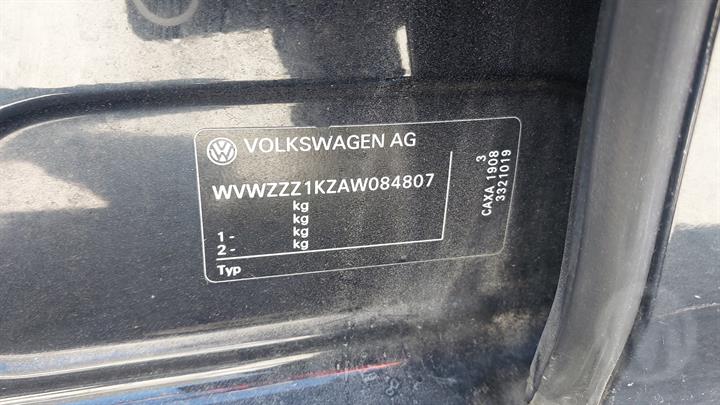 VOLKSWAGEN AG
WVWZZZ1KZAW084807
kg
kg
1- kg
2- kg
Typ
3
CAXA 1908
3321019